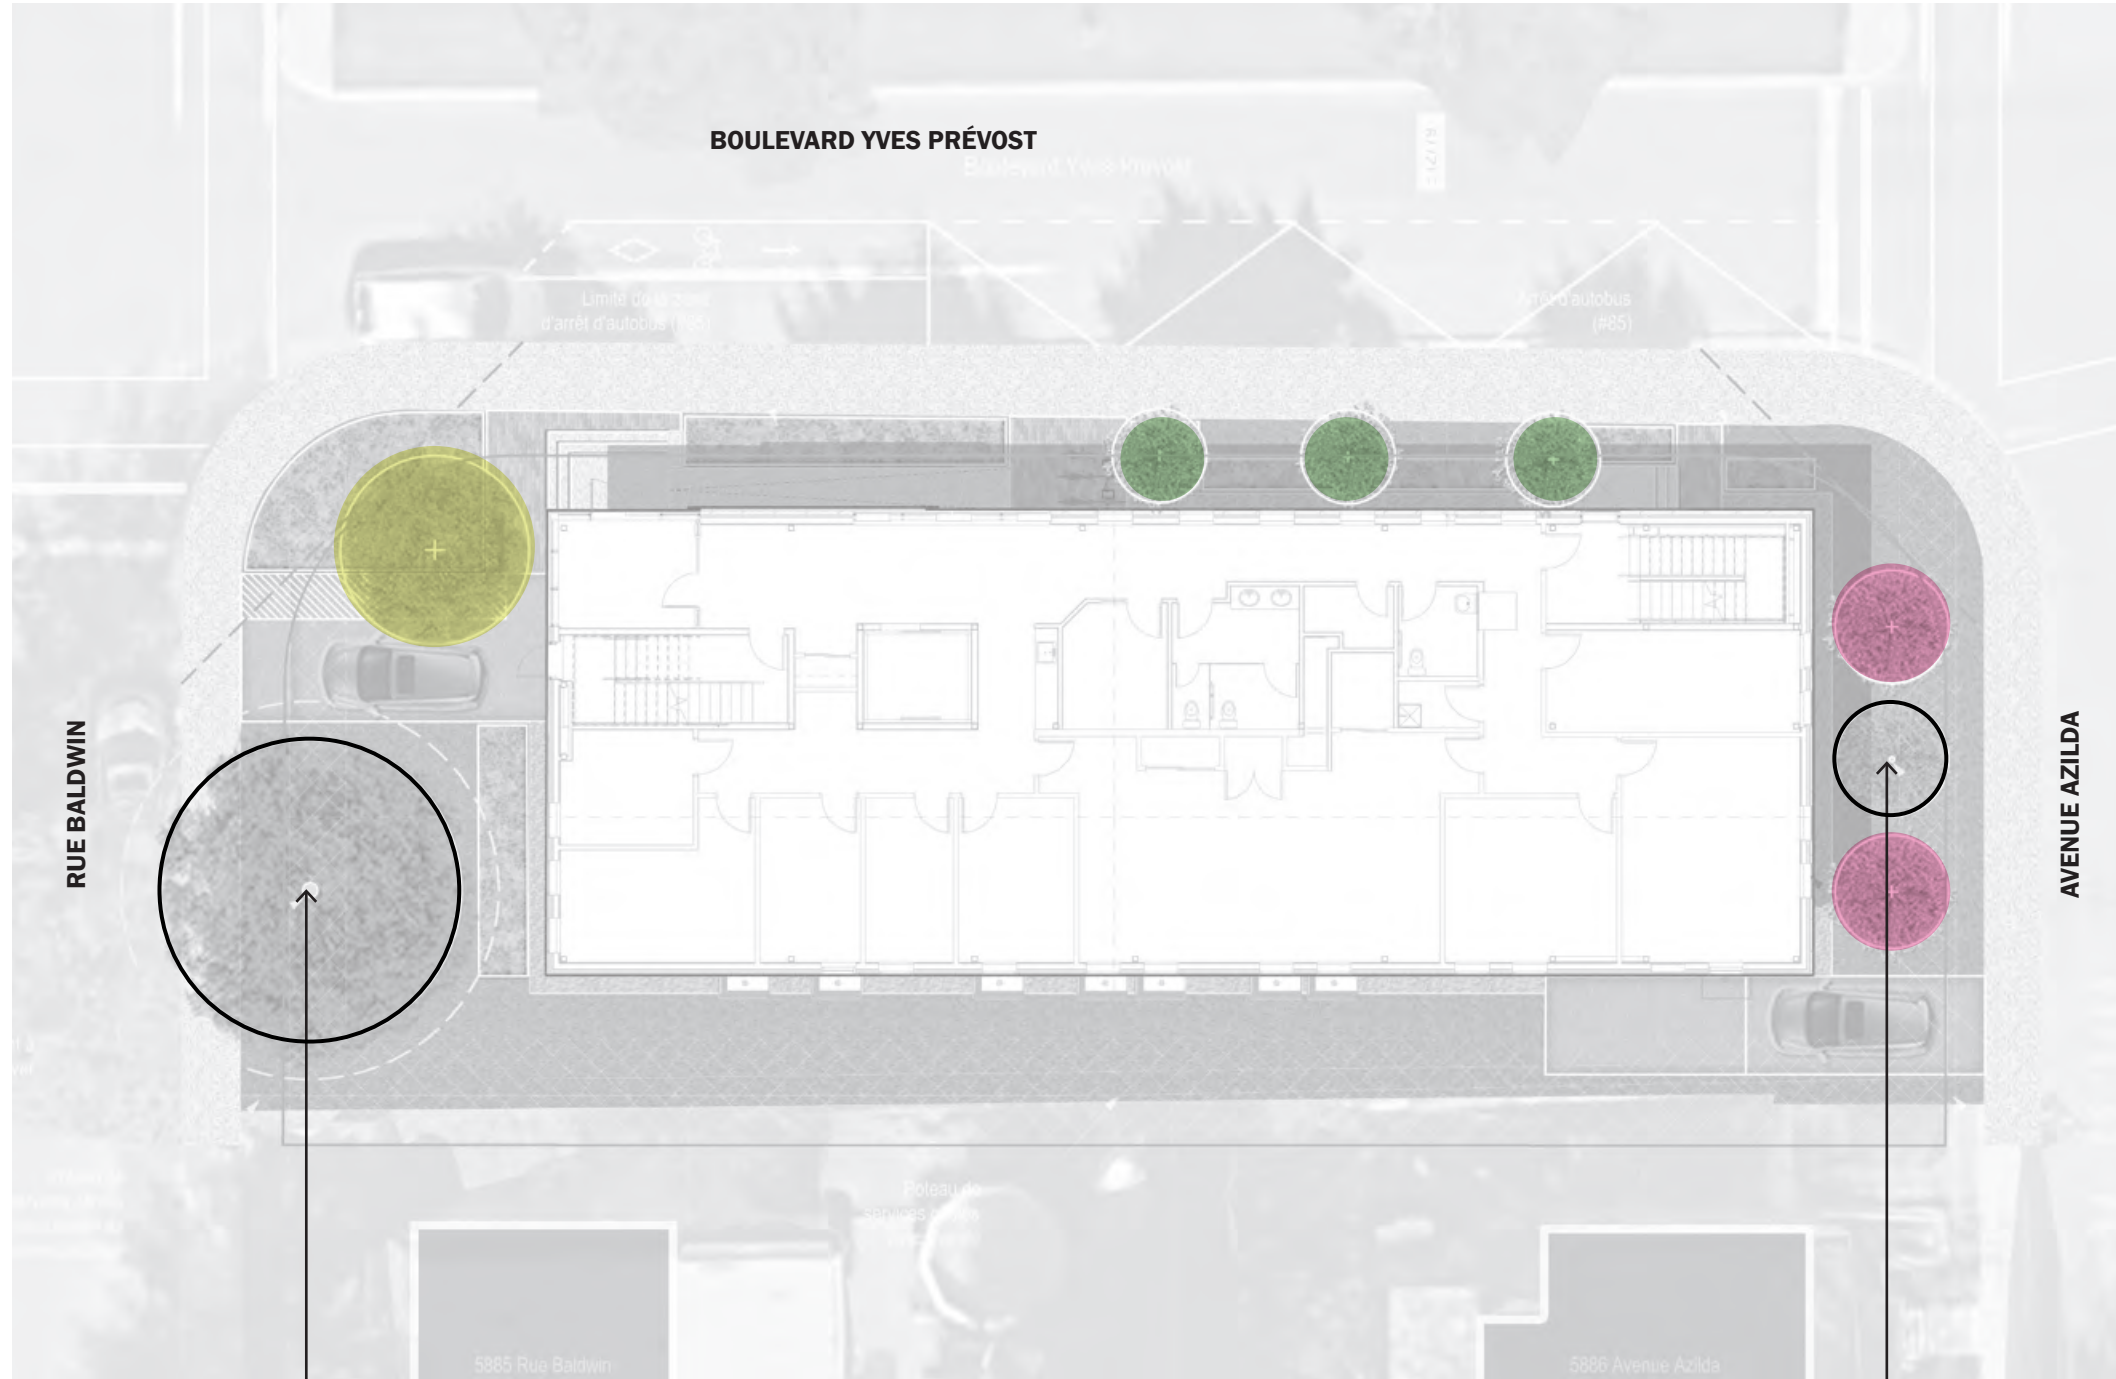 BOULEVARD YVES PRÉVOST
Boulevard Yves-Prévost
Limite de la zone
d'arrêt d'autobus (#85)
Arrêt d'autobus
(#85)
RUE BALDWIN
AVENUE AZILDA
Poteau de
services
5885 Rue Baldwin
5886 Avenue Azilda